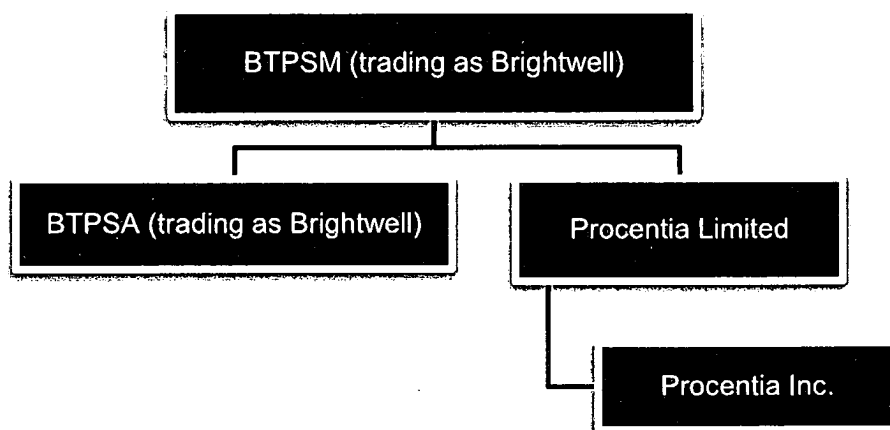 BTPSM (trading as Brightwell)
BTPSA (trading as Brightwell)
Procentia Limited
Procentia Inc.